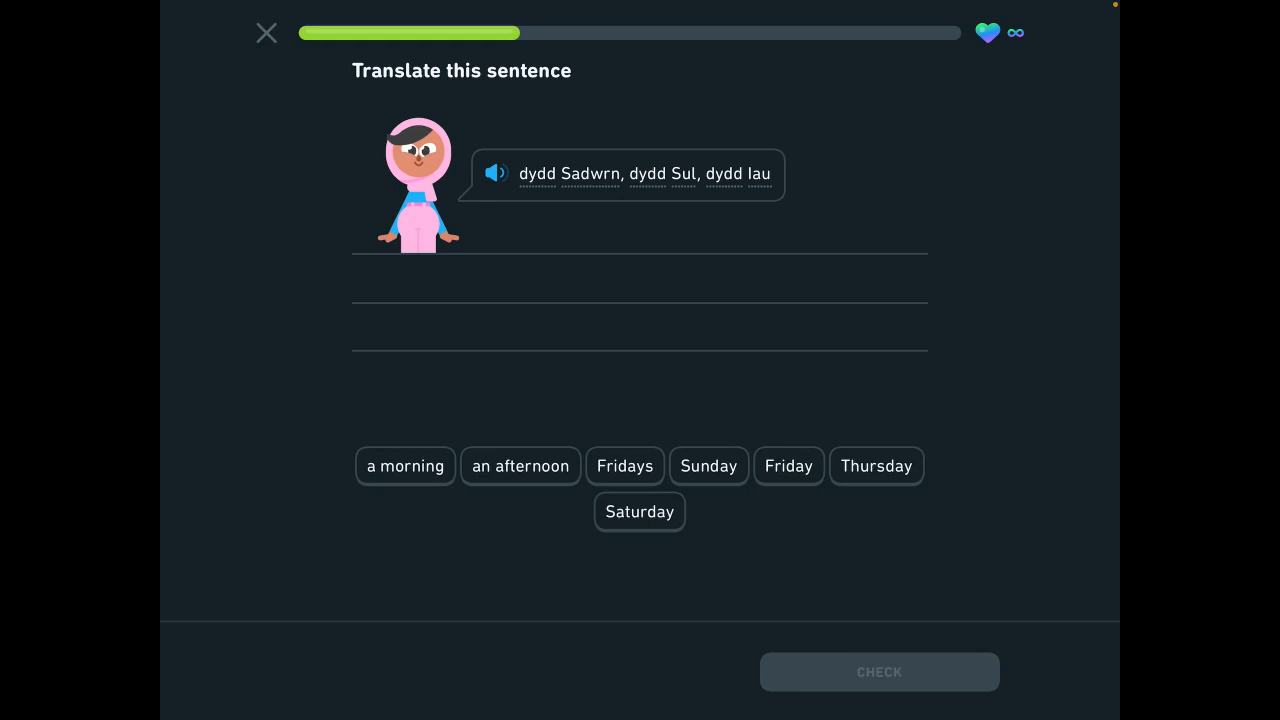 Translate this sentence
dydd Sadwrn, dydd Sul, dydd Iau
a morning an afternoon Fridays Sunday Friday Thursday
Saturday
CHECK